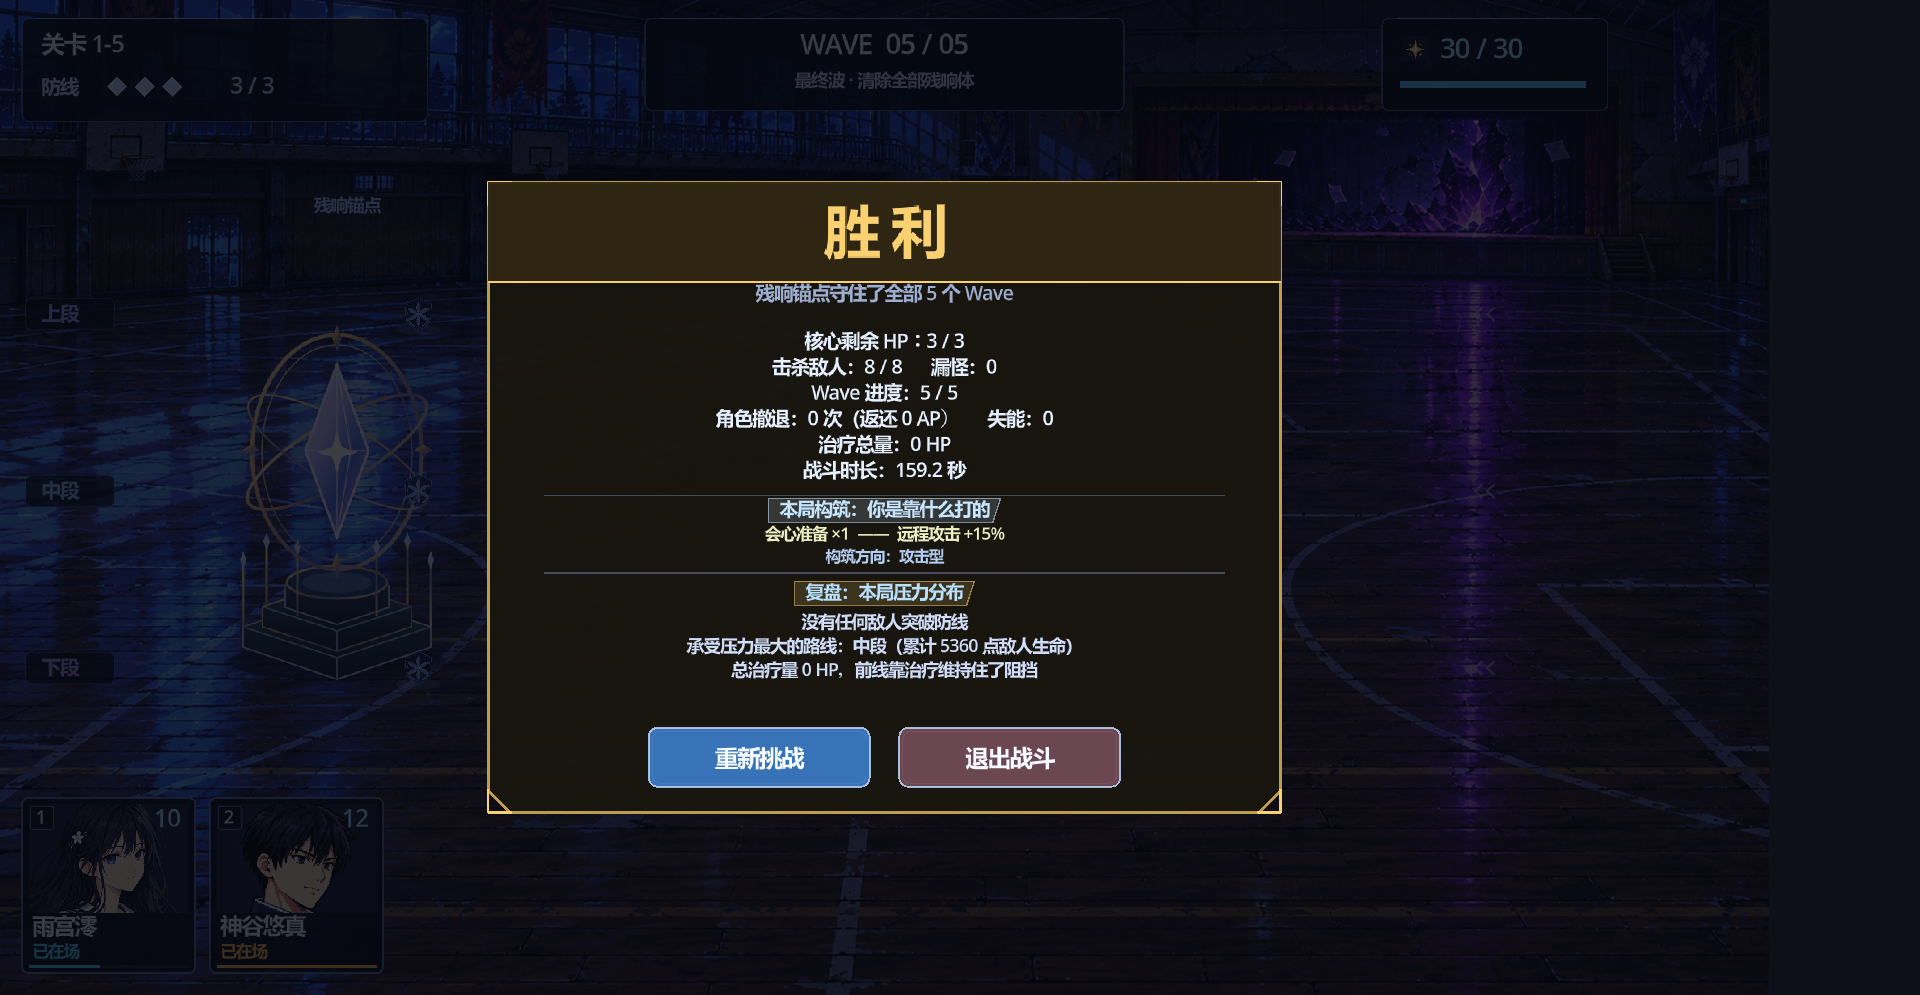 关卡 1-5
防线 3 / 3
WAVE 05 / 05
最终波 · 清除全部残响体
30 / 30
残响锚点
上段
中段
下段
胜利
残响锚点守住了全部 5 个 Wave
核心剩余 HP：3 / 3
击杀敌人：8 / 8 漏怪：0
Wave 进度：5 / 5
角色撤退：0 次（返还 0 AP） 失能：0
治疗总量：0 HP
战斗时长：159.2 秒
本局构筑：你是靠什么打的
会心准备 ×1 —— 远程攻击 +15%
构筑方向：攻击型
复盘：本局压力分布
没有任何敌人突破防线
承受压力最大的路线：中段（累计 5360 点敌人生命）
总治疗量 0 HP，前线靠治疗维持住了阻挡
重新挑战
退出战斗
1 10
雨宫澪
已在场
2 12
神谷悠真
已在场